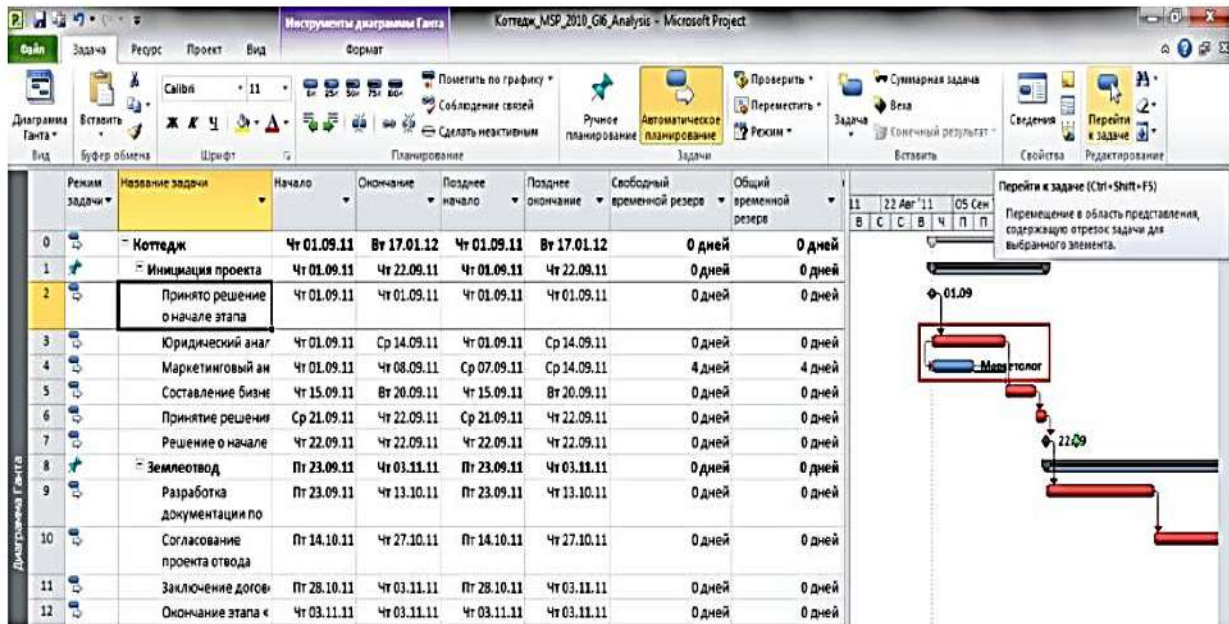 Инструменты диаграммы Ганта
Коттедж_MSP_2010_Gl6_Analysis - Microsoft Project
Файл Задача Ресурс Проект Вид Формат
Диаграмма Ганта
Вид
Вставить
Буфер обмена
Calibri 11
Ж К Ч
Шрифт
Пометить по графику
Соблюдение связей
Сделать неактивным
Планирование
Ручное планирование
Автоматическое планирование
Проверить
Переместить
Режим
Задачи
Задача
Суммарная задача
Веха
Конечный результат
Вставить
Сведения
Свойства
Перейти к задаче
Редактирование
Режим задачи Название задачи Начало Окончание Позднее начало Позднее окончание Свободный временной резерв Общий временной резерв
11 22 Авг '11 05 Сен
В С С В Ч П П
Перейти к задаче (Ctrl+Shift+F5)
Перемещение в область представления,
содержащую отрезок задачи для
выбранного элемента.
0 Коттедж Чт 01.09.11 Вт 17.01.12 Чт 01.09.11 Вт 17.01.12 0 дней 0 дней
1 Инициация проекта Чт 01.09.11 Чт 22.09.11 Чт 01.09.11 Чт 22.09.11 0 дней 0 дней
2 Принято решение о начале этапа Чт 01.09.11 Чт 01.09.11 Чт 01.09.11 Чт 01.09.11 0 дней 0 дней
01.09
3 Юридический анал Чт 01.09.11 Ср 14.09.11 Чт 01.09.11 Ср 14.09.11 0 дней 0 дней
4 Маркетинговый ан Чт 01.09.11 Чт 08.09.11 Ср 07.09.11 Ср 14.09.11 4 дней 4 дней
Маркетолог
5 Составление бизне Чт 15.09.11 Вт 20.09.11 Чт 15.09.11 Вт 20.09.11 0 дней 0 дней
6 Принятие решения Ср 21.09.11 Чт 22.09.11 Ср 21.09.11 Чт 22.09.11 0 дней 0 дней
7 Решение о начале Чт 22.09.11 Чт 22.09.11 Чт 22.09.11 Чт 22.09.11 0 дней 0 дней
22.09
8 Землеотвод Пт 23.09.11 Чт 03.11.11 Пт 23.09.11 Чт 03.11.11 0 дней 0 дней
9 Разработка документации по Пт 23.09.11 Чт 13.10.11 Пт 23.09.11 Чт 13.10.11 0 дней 0 дней
10 Согласование проекта отвода Пт 14.10.11 Чт 27.10.11 Пт 14.10.11 Чт 27.10.11 0 дней 0 дней
11 Заключение догов Пт 28.10.11 Чт 03.11.11 Пт 28.10.11 Чт 03.11.11 0 дней 0 дней
12 Окончание этапа « Чт 03.11.11 Чт 03.11.11 Чт 03.11.11 Чт 03.11.11 0 дней 0 дней
Диаграмма Ганта